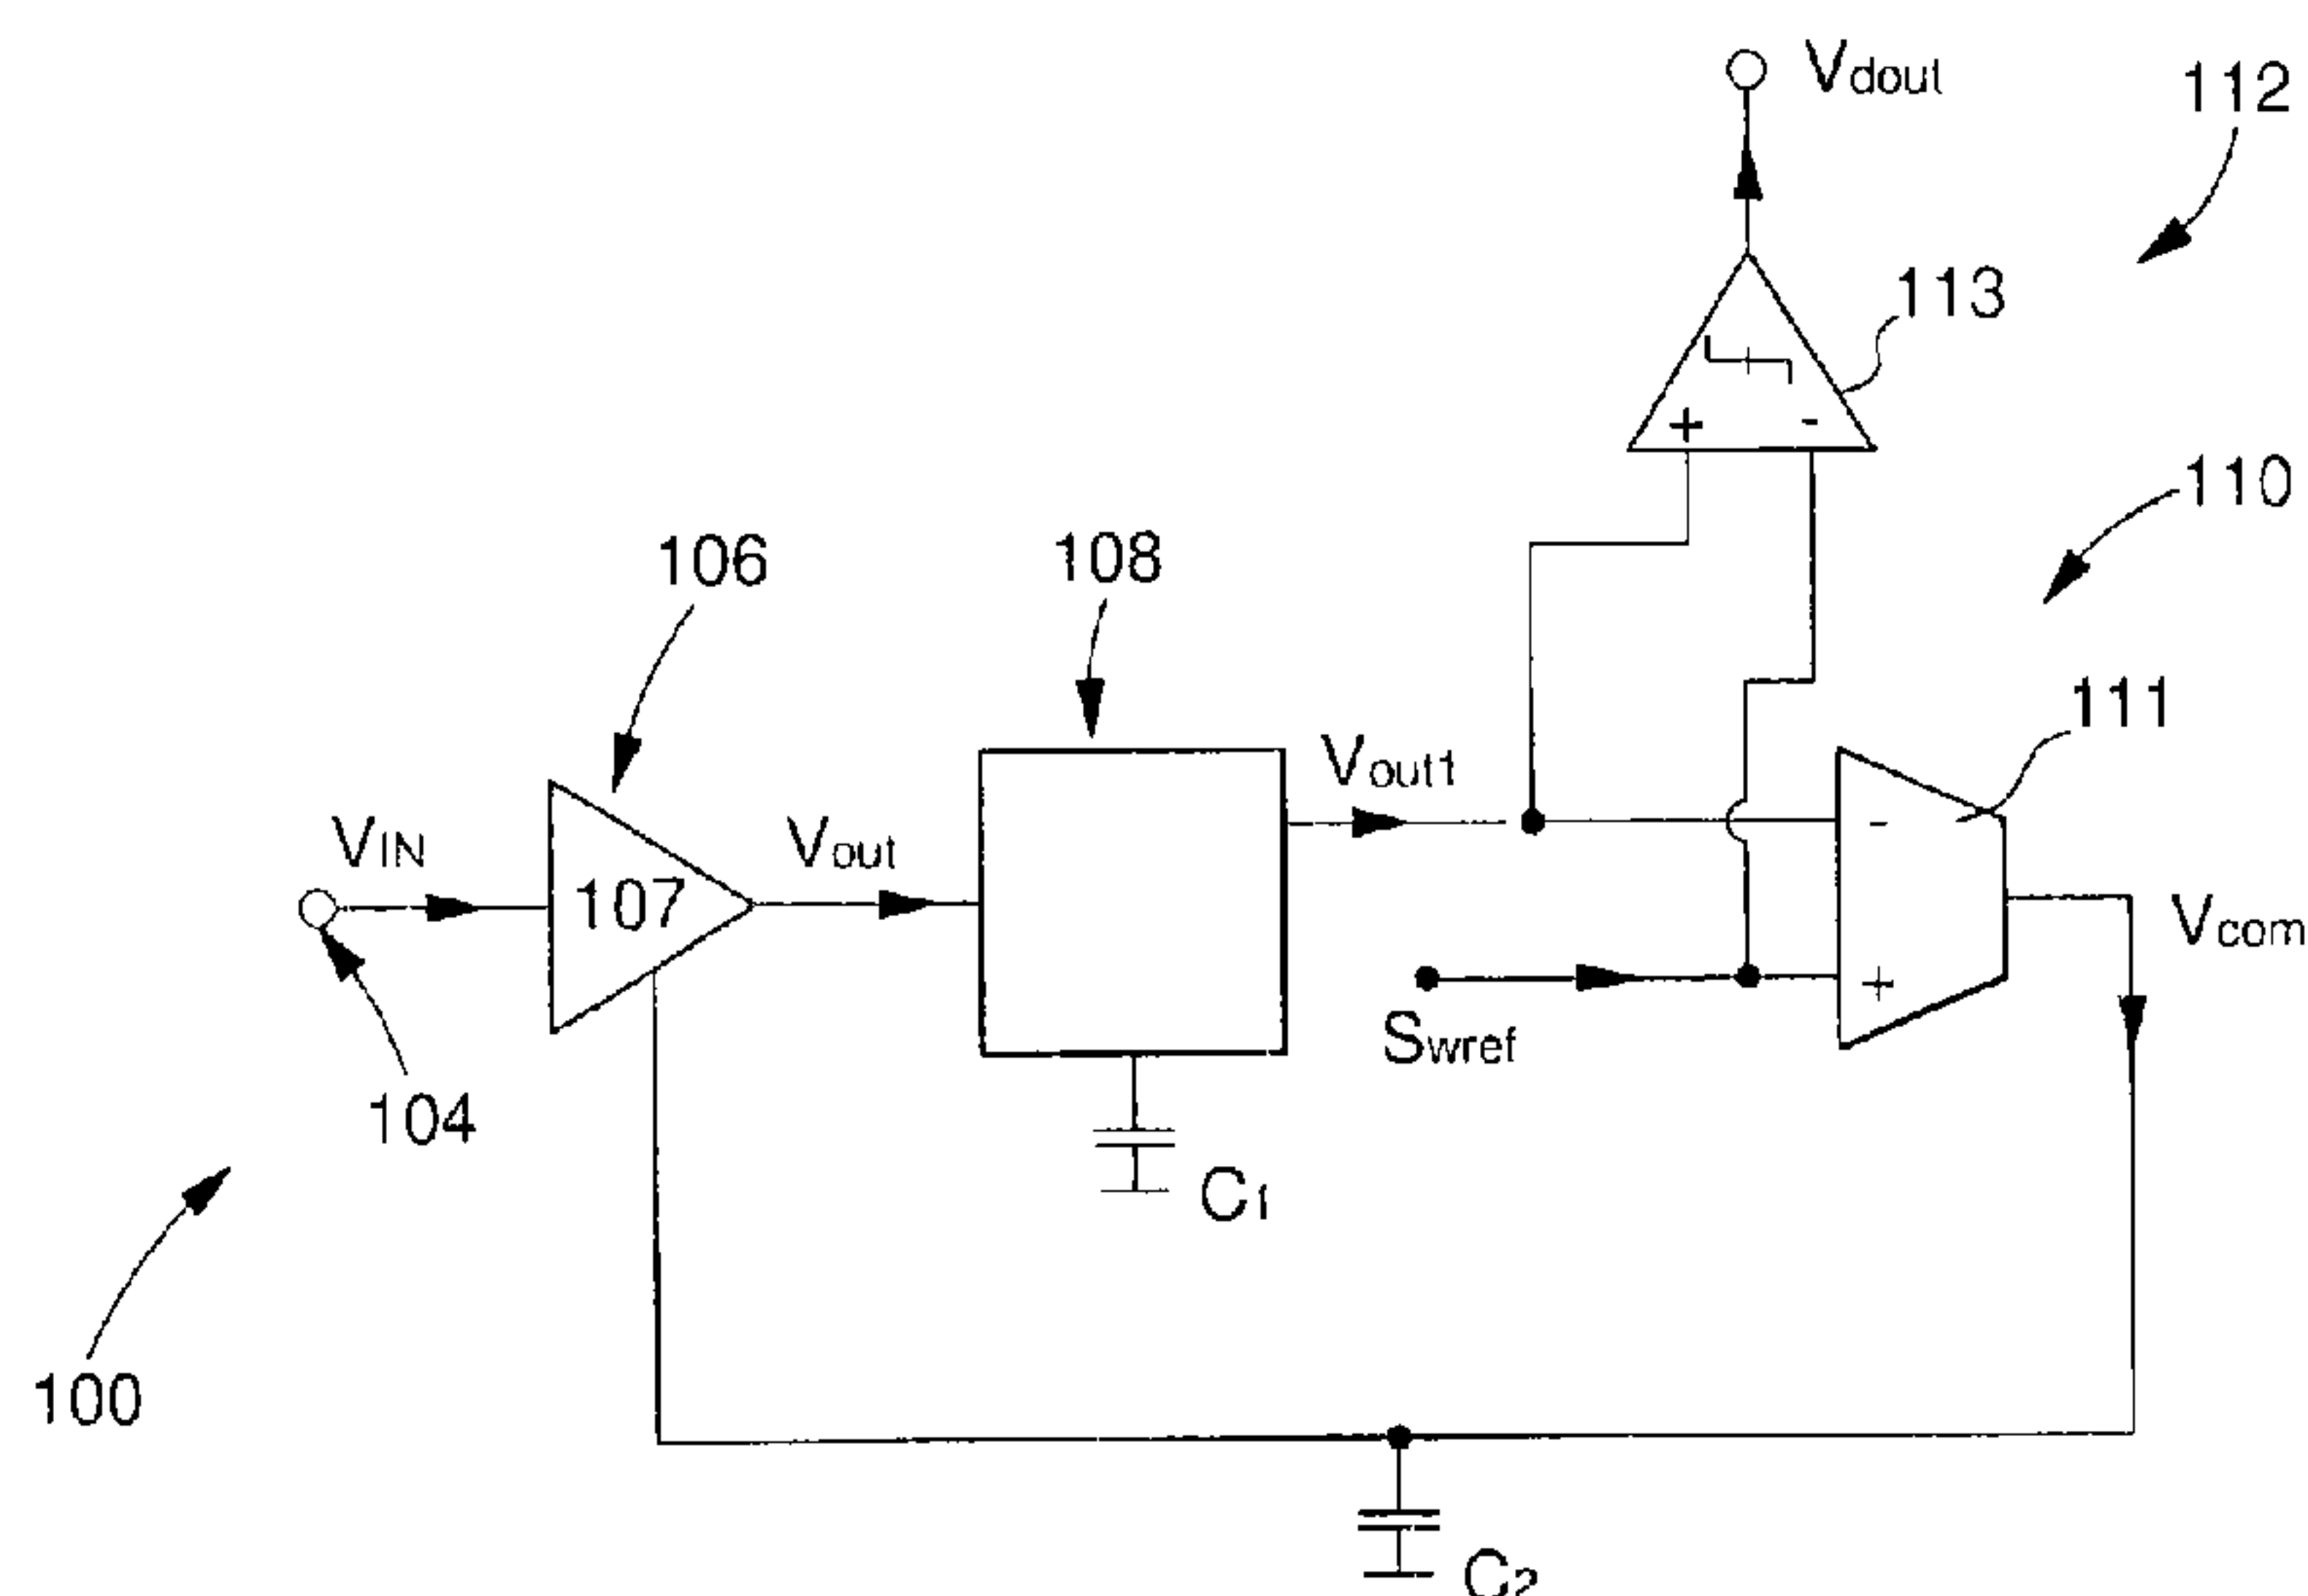 Vdout
112
113
+ -
110
106
108
111
VIN
107
Vout
Vout1
-
Vcom
+
Swref
104
C1
100
C2